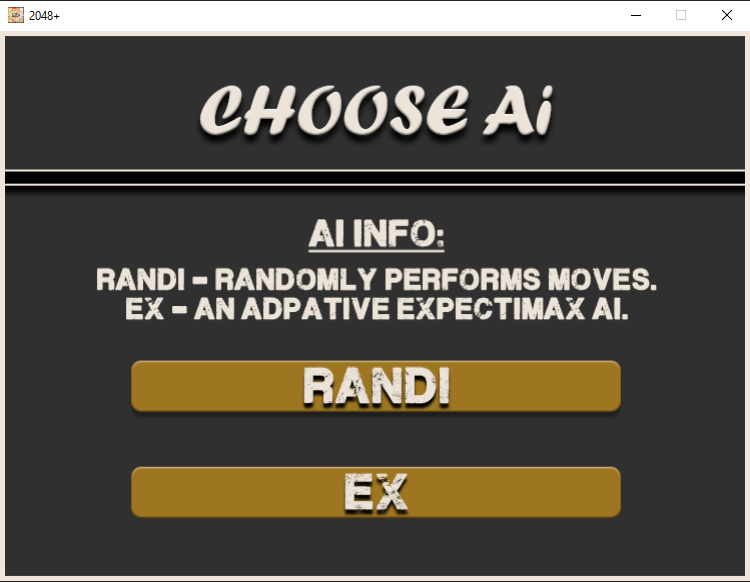 2048+
CHOOSE Ai
AI INFO:
RANDI - RANDOMLY PERFORMS MOVES.
EX - AN ADPATIVE EXPECTIMAX AI.
RANDI
EX